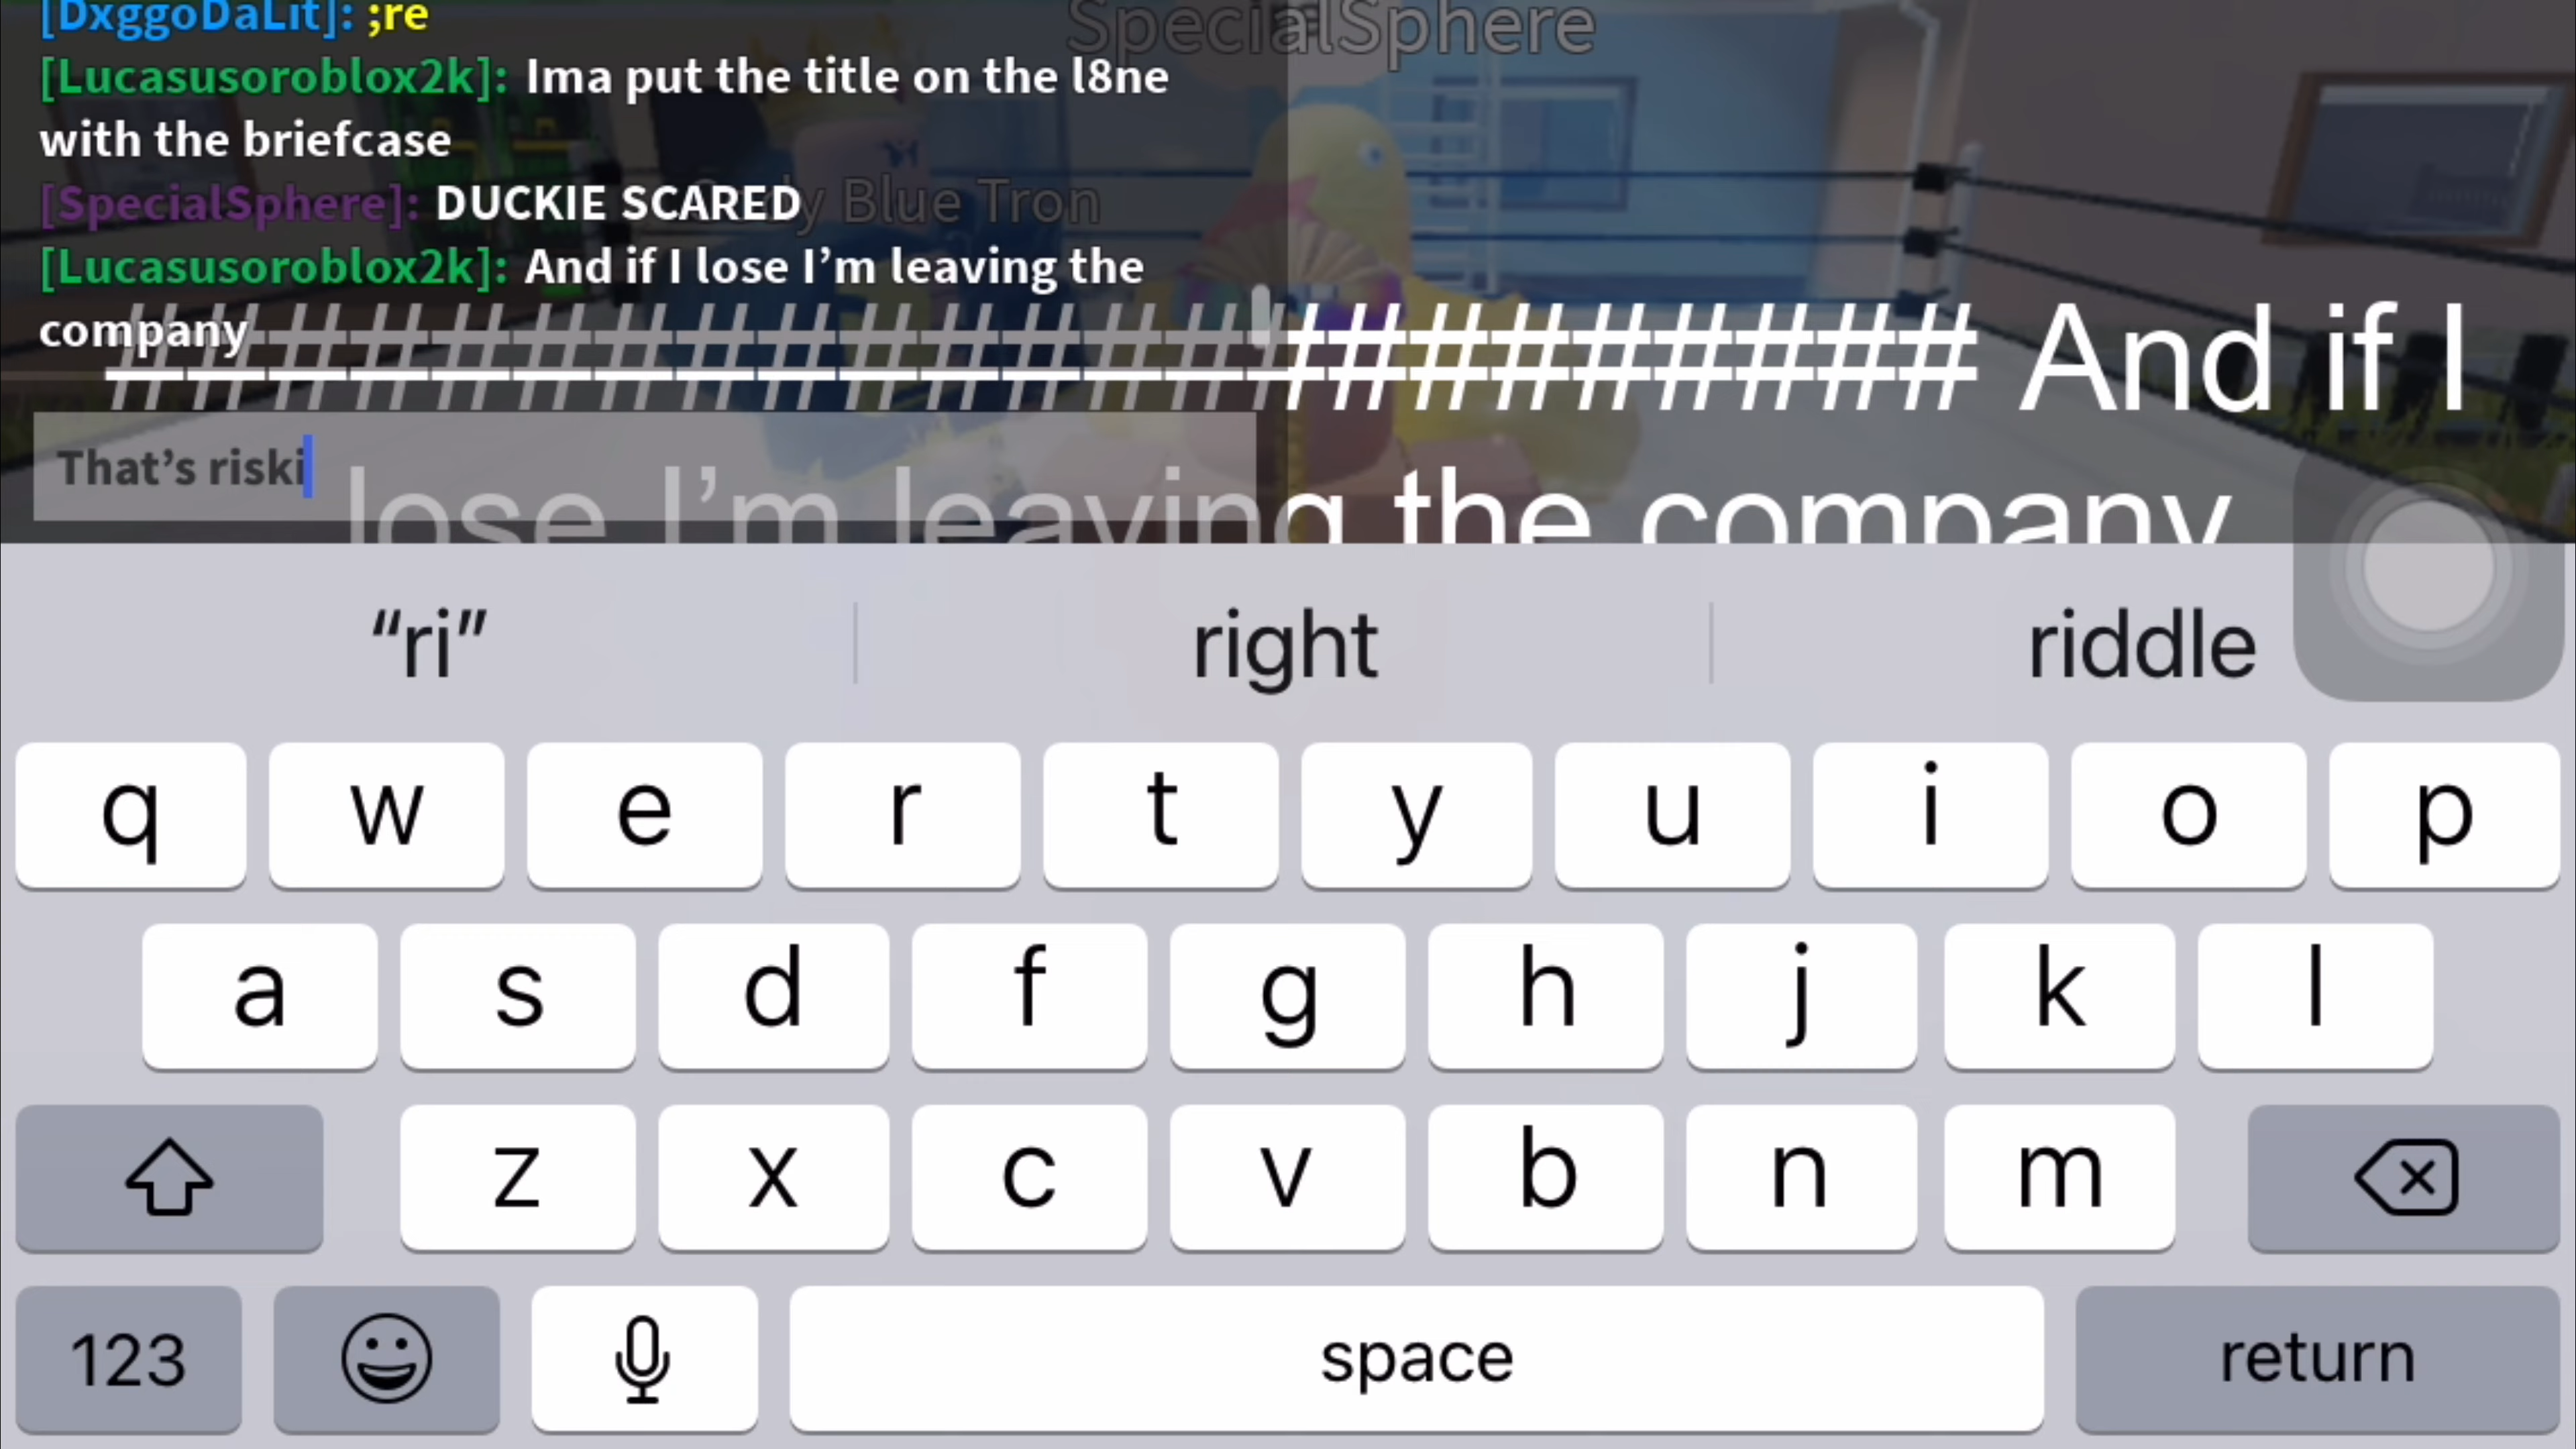 [DxggoDaLit]: ;re
SpecialSphere
[Lucasusoroblox2k]: Ima put the title on the l8ne
with the briefcase
[SpecialSphere]: DUCKIE SCARED
Blue Tron
[Lucasusoroblox2k]: And if I lose I’m leaving the
company
####################### And if I
lose I’m leaving the company
That’s riski
“ri” right riddle
q w e r t y u i o p
a s d f g h j k l
z x c v b n m
123 space return